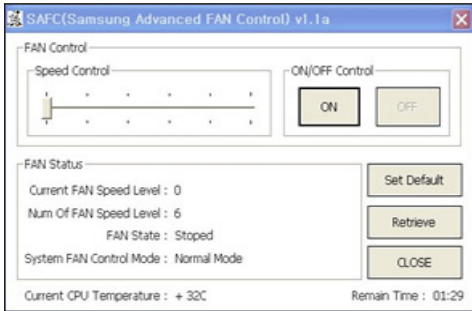 SAFC(Samsung Advanced FAN Control) v1.1a
FAN Control
Speed Control
ON/OFF Control
ON
OFF
FAN Status
Current FAN Speed Level : 0
Num Of FAN Speed Level : 6
FAN State : Stoped
System FAN Control Mode : Normal Mode
Set Default
Retrieve
CLOSE
Current CPU Temperature : + 32C
Remain Time : 01:29